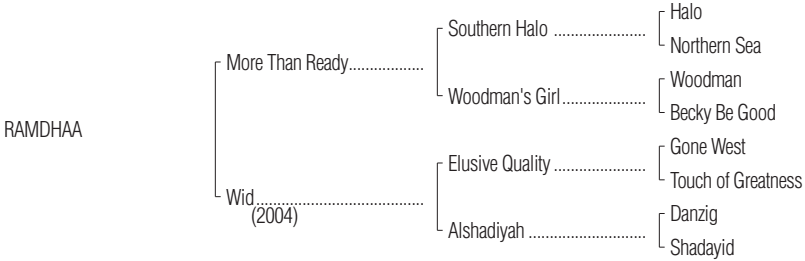 Halo
Southern Halo ......................
Northern Sea
More Than Ready..................
Woodman
Woodman's Girl....................
Becky Be Good
RAMDHAA
Gone West
Elusive Quality ......................
Touch of Greatness
Wid.......................................
(2004)
Danzig
Alshadiyah ............................
Shadayid